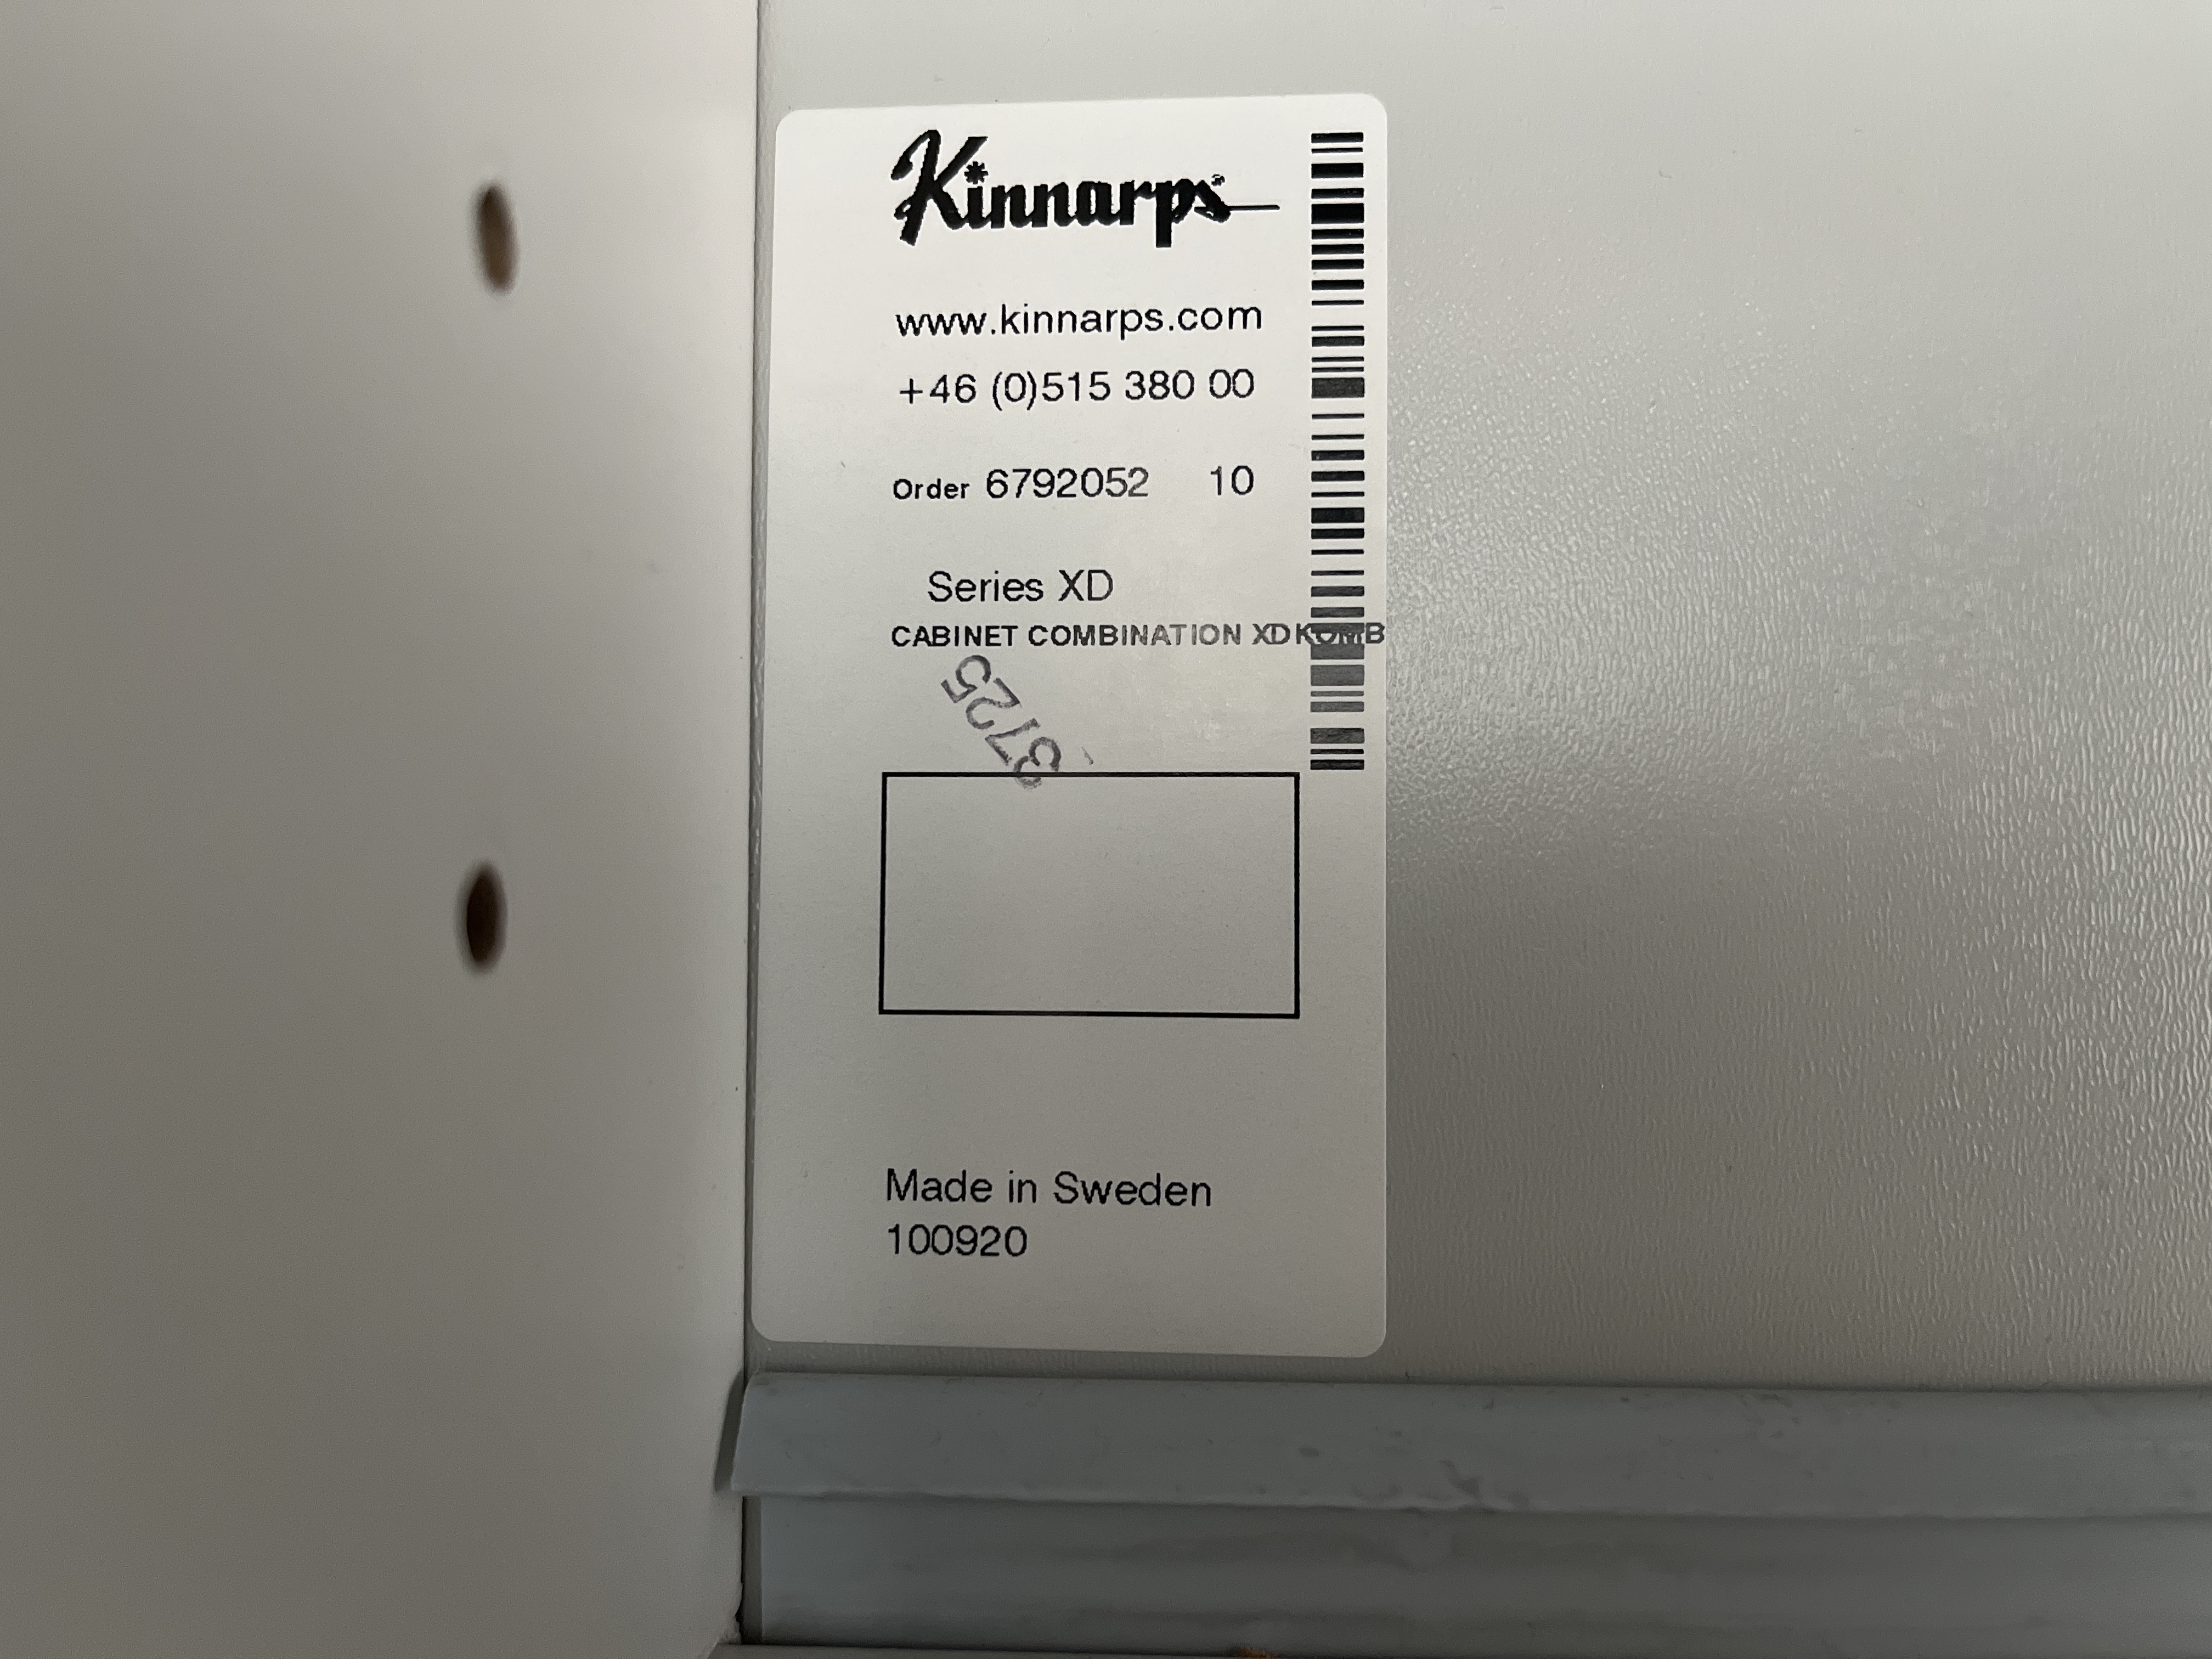 Kinnarps
www.kinnarps.com
+46 (0)515 380 00
Order 6792052 10
Series XD
CABINET COMBINATION XDKOMB
3725
Made in Sweden
100920